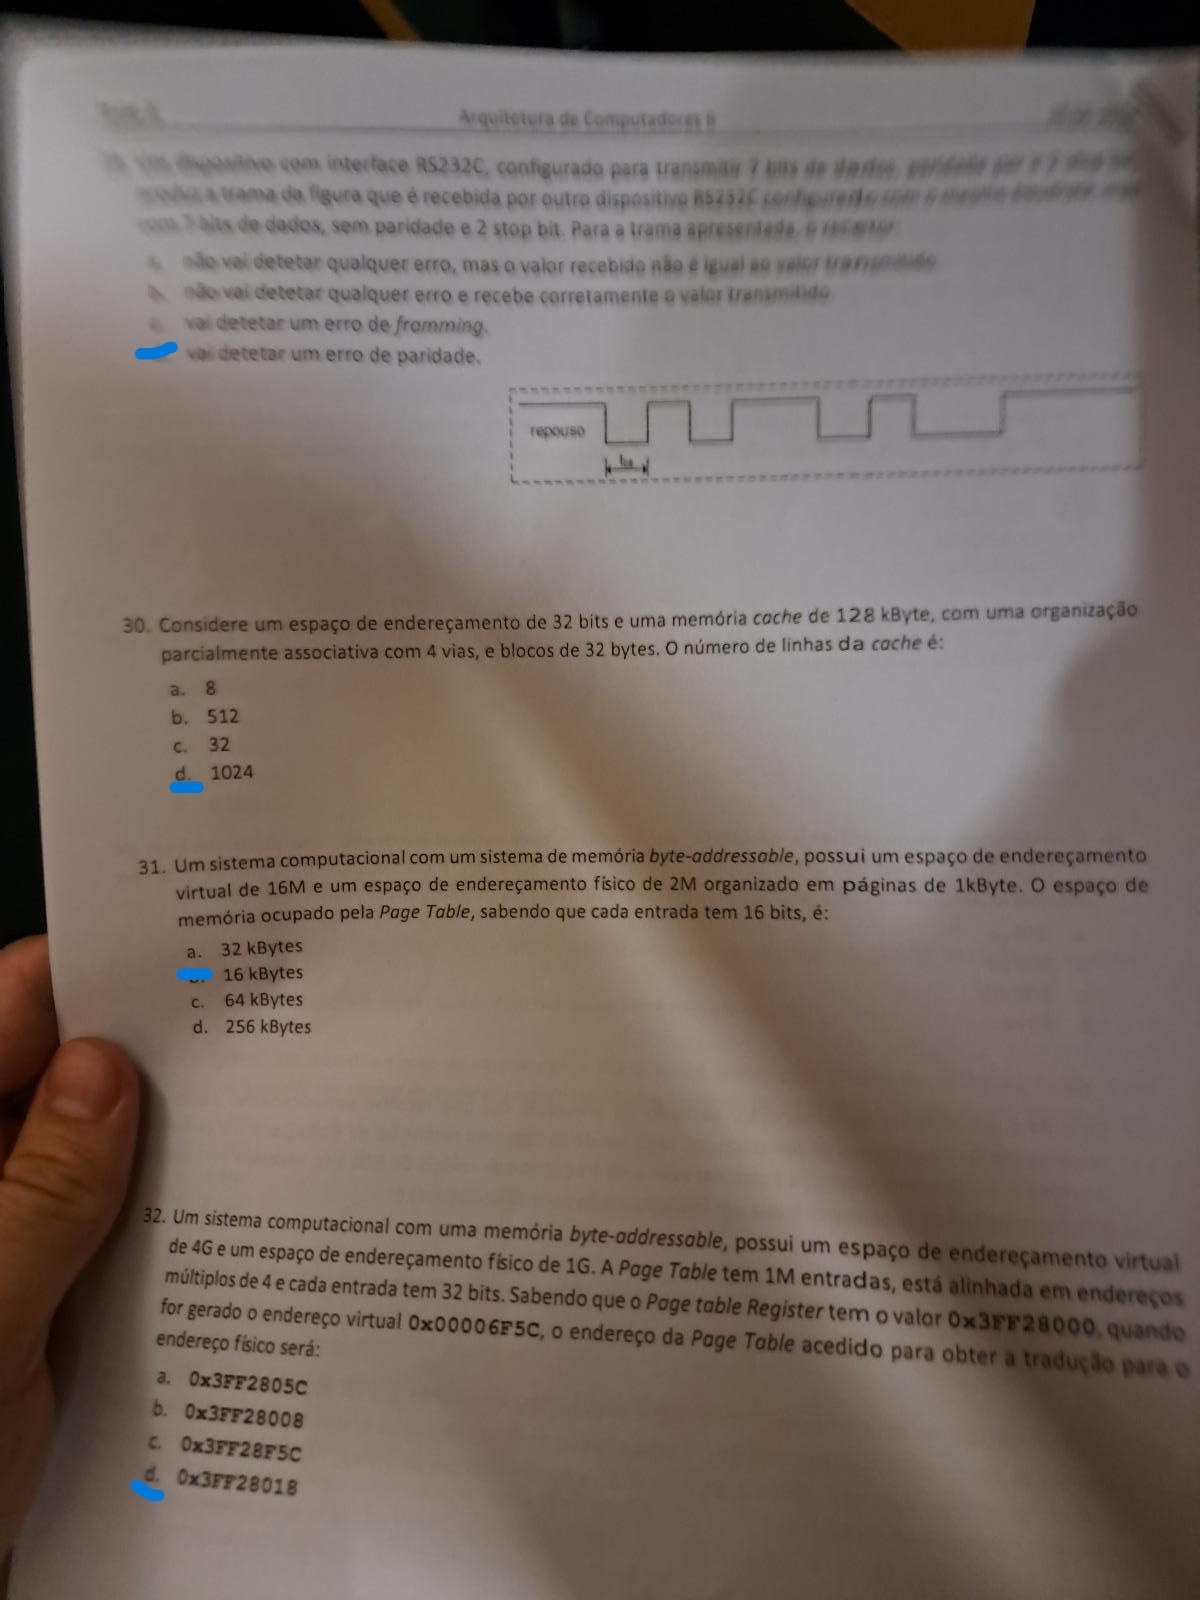 Arquitetura de Computadores II
dispositivo com interface RS232C, configurado para transmitir 7 bits de dados,
a trama da figura que é recebida por outro dispositivo RS232C configurado com o mesmo
7 bits de dados, sem paridade e 2 stop bit. Para a trama apresentada, o recetor:
a. não vai detetar qualquer erro, mas o valor recebido não é igual ao valor transmitido
b. não vai detetar qualquer erro e recebe corretamente o valor transmitido
c. vai detetar um erro de fromming.
vai detetar um erro de paridade.
repouso
30. Considere um espaço de endereçamento de 32 bits e uma memória cache de 128 kByte, com uma organização
parcialmente associativa com 4 vias, e blocos de 32 bytes. O número de linhas da cache é:
a. 8
b. 512
c. 32
d. 1024
31. Um sistema computacional com um sistema de memória byte-addressable, possui um espaço de endereçamento
virtual de 16M e um espaço de endereçamento físico de 2M organizado em páginas de 1kByte. O espaço de
memória ocupado pela Page Table, sabendo que cada entrada tem 16 bits, é:
a. 32 kBytes
16 kBytes
c. 64 kBytes
d. 256 kBytes
32. Um sistema computacional com uma memória byte-addressable, possui um espaço de endereçamento virtual
de 4G e um espaço de endereçamento físico de 1G. A Page Table tem 1M entradas, está alinhada em endereços
múltiplos de 4 e cada entrada tem 32 bits. Sabendo que o Page table Register tem o valor 0x3FF28000, quando
for gerado o endereço virtual 0x00006F5C, o endereço da Page Table acedido para obter a tradução para o
endereço físico será:
a. 0x3FF2805C
b. 0x3FF28008
c. 0x3FF28F5C
d. 0x3FF28018